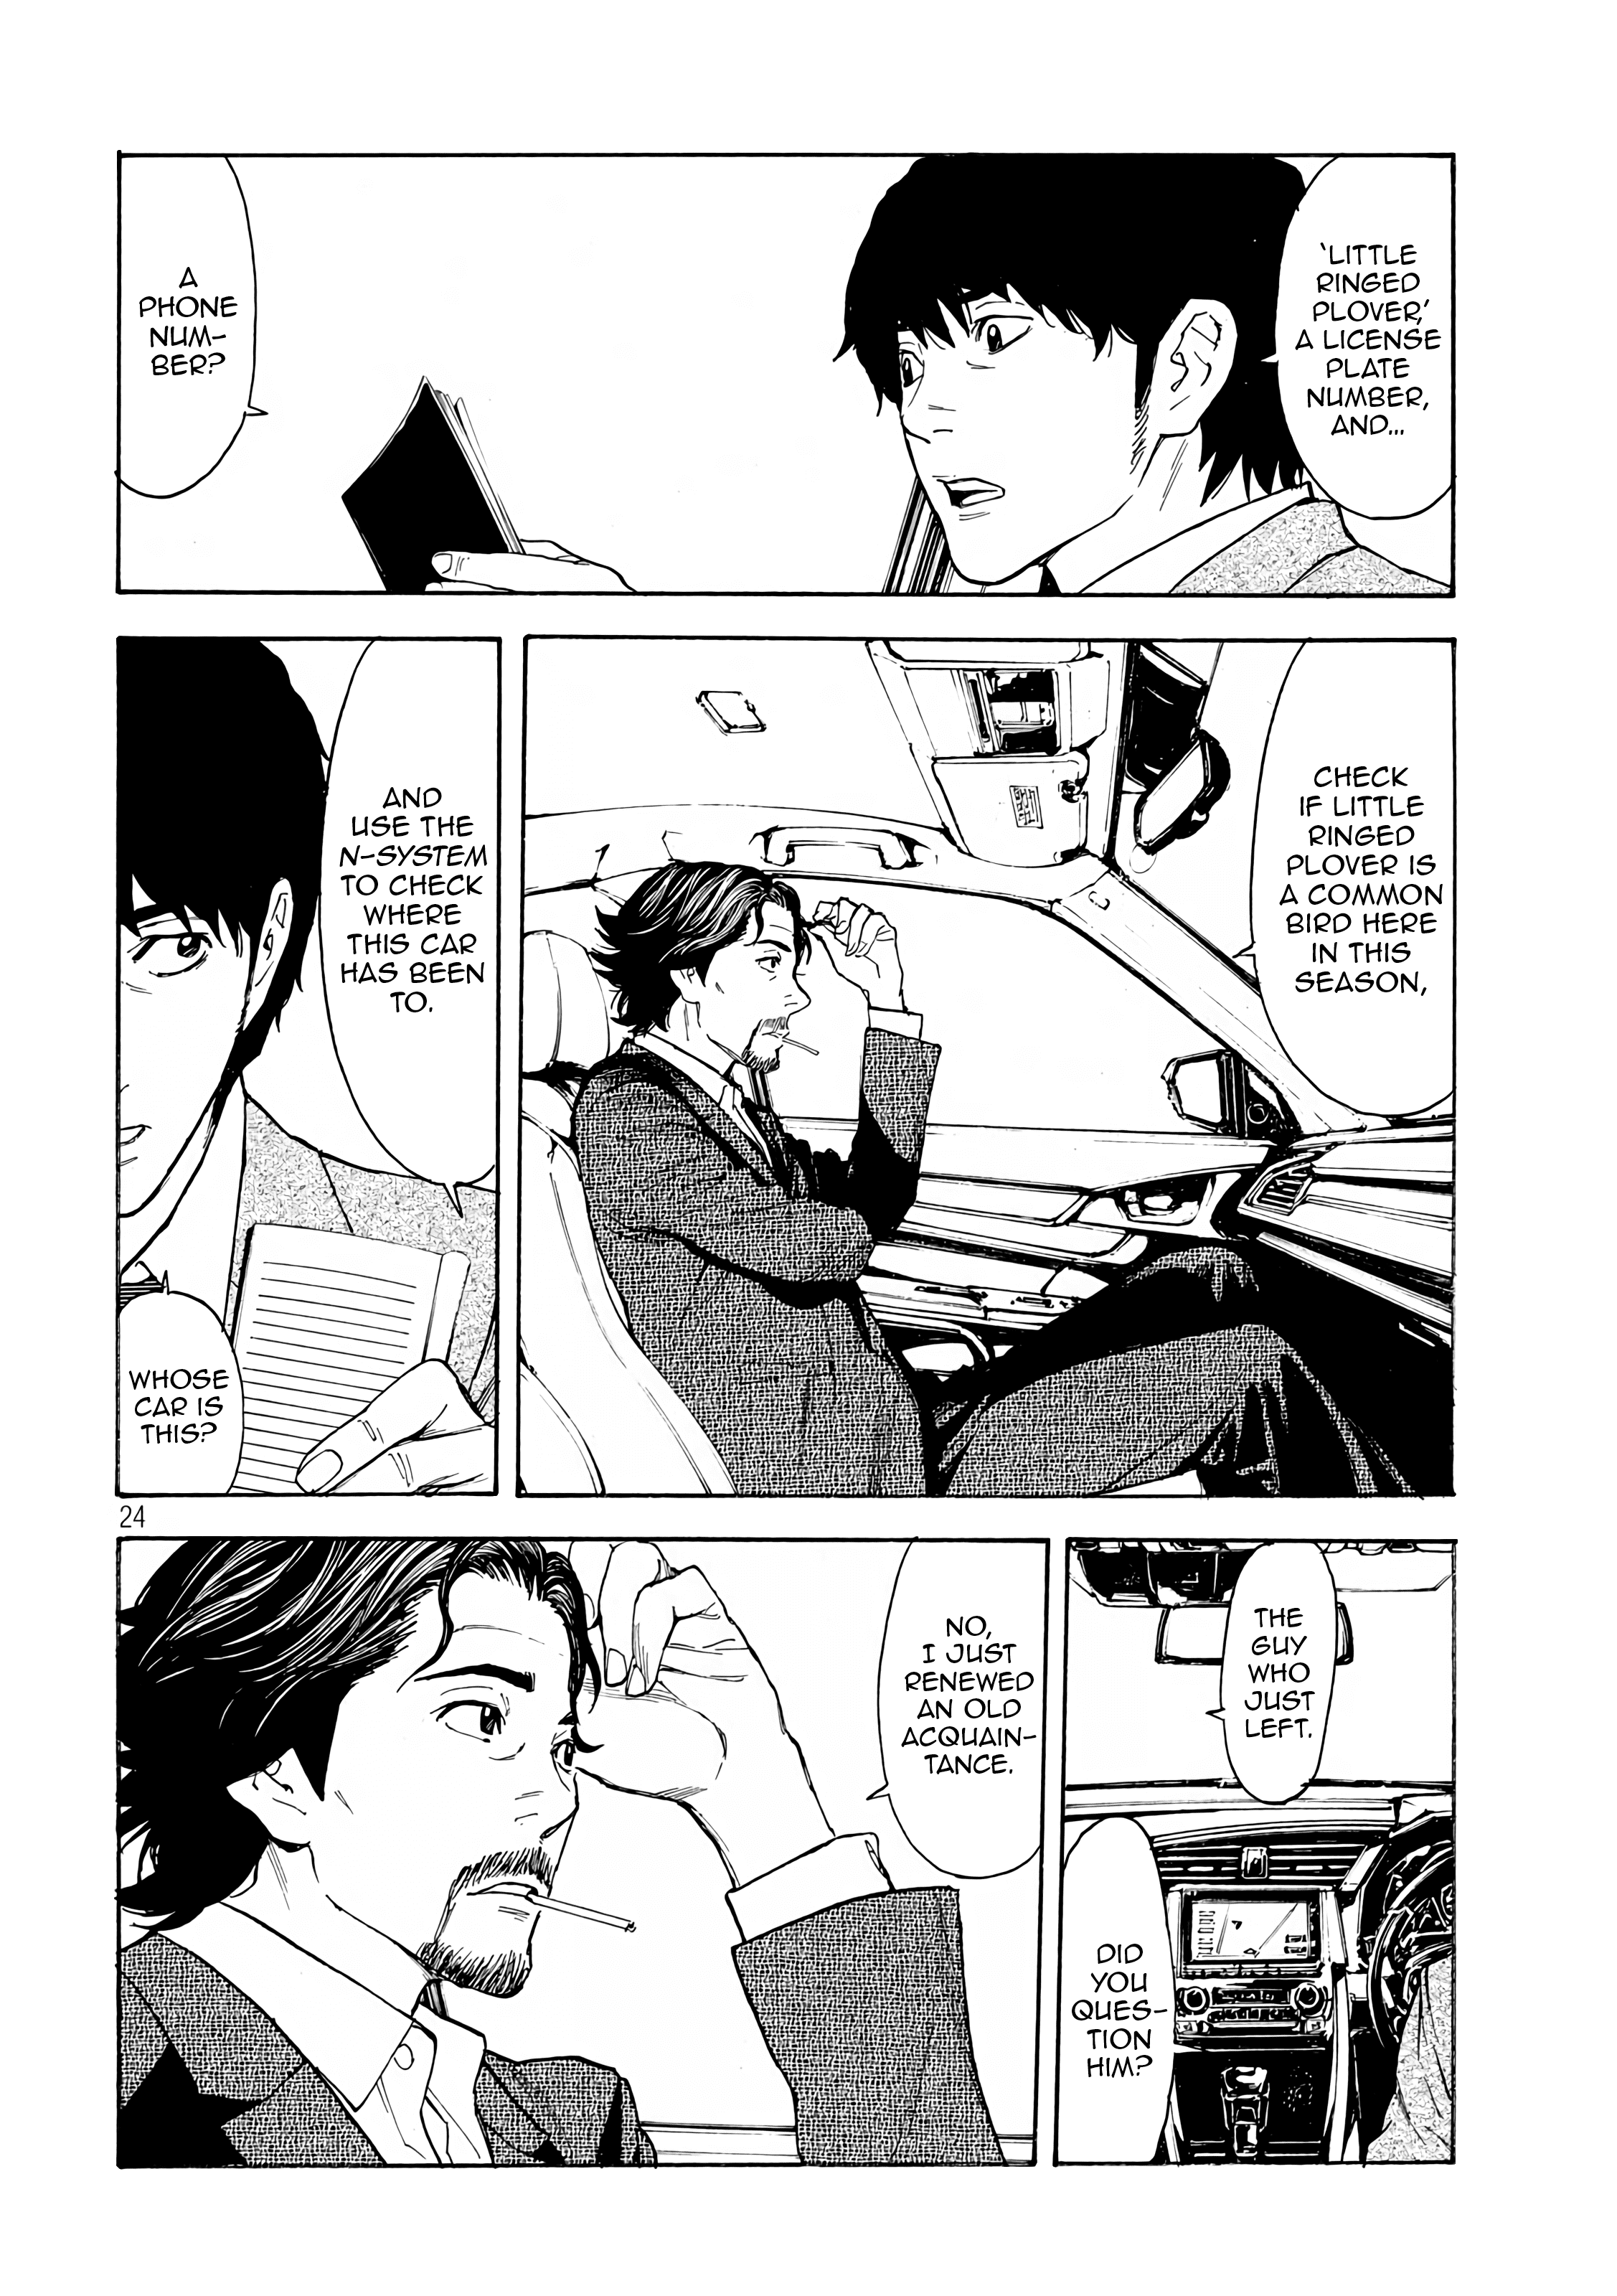 'LITTLE
RINGED
PLOVER,'
A LICENSE
PLATE
NUMBER,
AND...
A
PHONE
NUM-
BER?
CHECK
IF LITTLE
RINGED
PLOVER IS
A COMMON
BIRD HERE
IN THIS
SEASON,
AND
USE THE
N-SYSTEM
TO CHECK
WHERE
THIS CAR
HAS BEEN
TO.
WHOSE
CAR IS
THIS?
24
THE
GUY
WHO
JUST
LEFT.
DID
YOU
QUES-
TION
HIM?
NO,
I JUST
RENEWED
AN OLD
ACQUAIN-
TANCE.